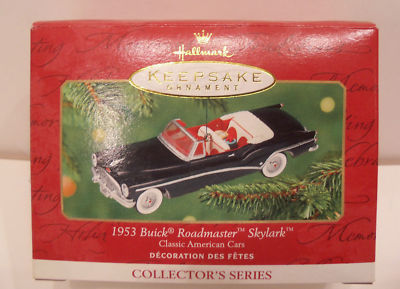 Hallmark
KEEPSAKE
ORNAMENT
1953 Buick® Roadmaster™ Skylark™
Classic American Cars
DÉCORATION DES FÊTES
COLLECTOR'S SERIES